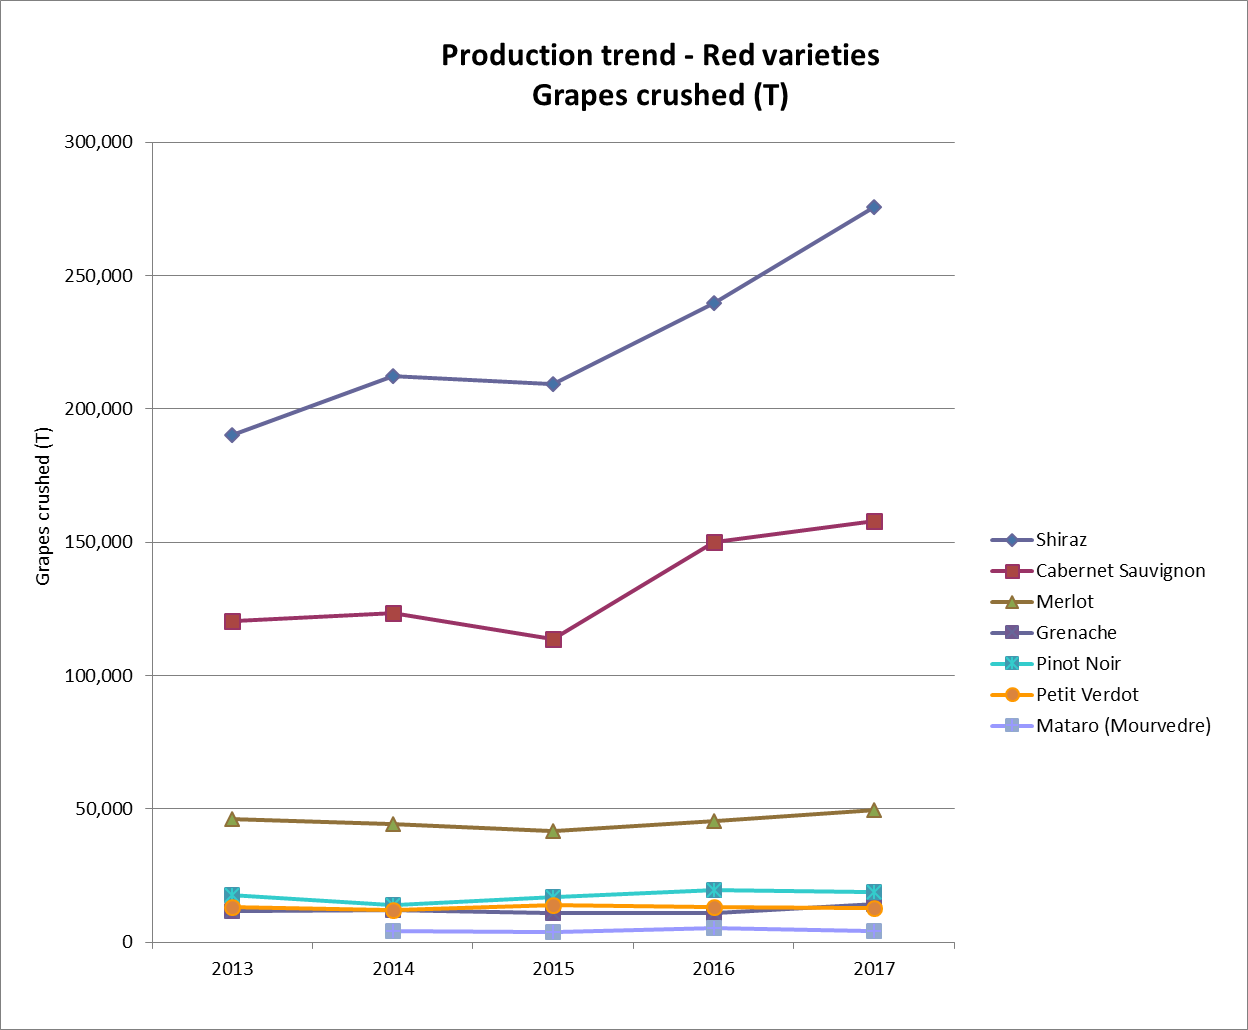 Production trend - Red varieties
Grapes crushed (T)
300,000
250,000
200,000
150,000
100,000
50,000
0
Grapes crushed (T)
2013
2014
2015
2016
2017
Shiraz
Cabernet Sauvignon
Merlot
Grenache
Pinot Noir
Petit Verdot
Mataro (Mourvedre)